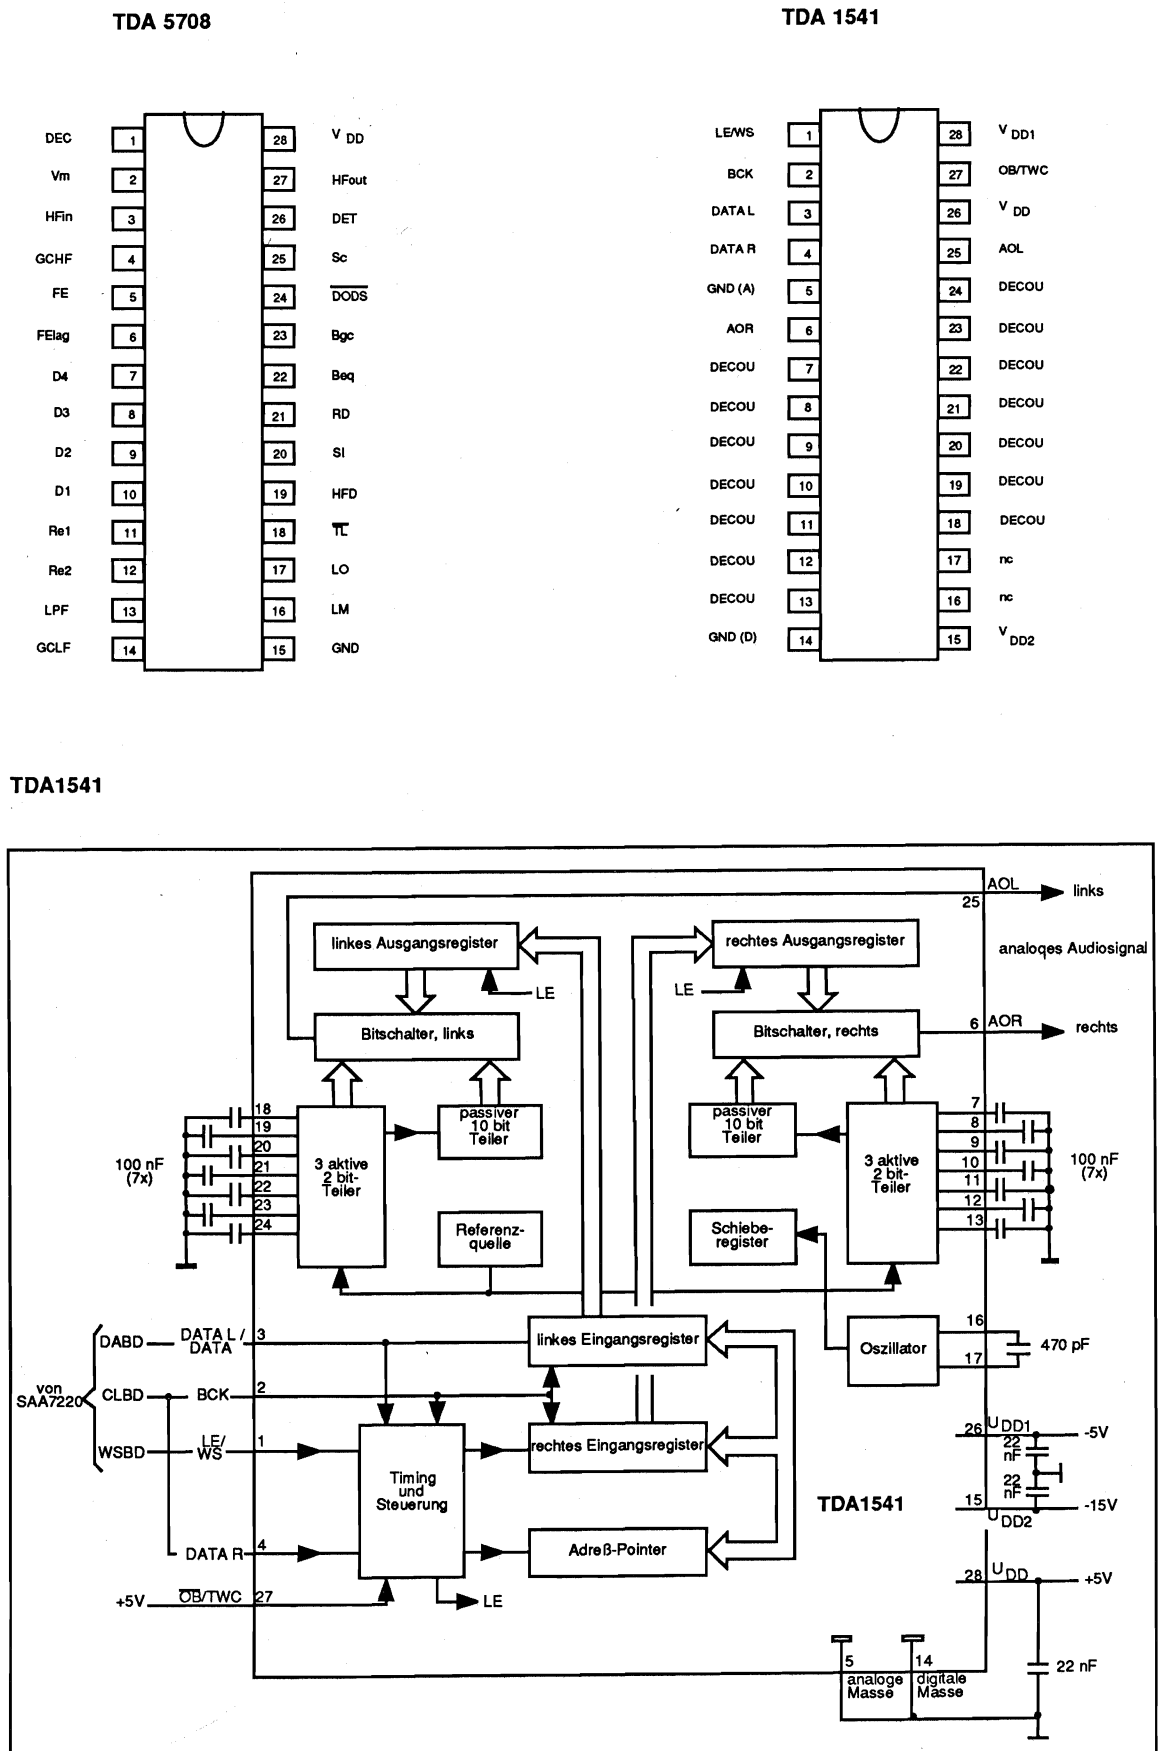 TDA 5708
TDA 1541
DEC 1 28 V DD
Vm 2 27 HFout
HFin 3 26 DET
GCHF 4 25 Sc
FE 5 24 DODS
FElag 6 23 Bgc
D4 7 22 Beq
D3 8 21 RD
D2 9 20 SI
D1 10 19 HFD
Re1 11 18 TL
Re2 12 17 LO
LPF 13 16 LM
GCLF 14 15 GND
LE/WS 1 28 V DD1
BCK 2 27 OB/TWC
DATA L 3 26 V DD
DATA R 4 25 AOL
GND (A) 5 24 DECOU
AOR 6 23 DECOU
DECOU 7 22 DECOU
DECOU 8 21 DECOU
DECOU 9 20 DECOU
DECOU 10 19 DECOU
DECOU 11 18 DECOU
DECOU 12 17 nc
DECOU 13 16 nc
GND (D) 14 15 V DD2
TDA1541
AOL
25
links
linkes Ausgangsregister
rechtes Ausgangsregister
analoges Audiosignal
LE
LE
Bitschalter, links
Bitschalter, rechts
6 AOR
rechts
18
19
20
21
22
23
24
100 nF
(7x)
3 aktive
2 bit-
Teiler
passiver
10 bit
Teiler
passiver
10 bit
Teiler
3 aktive
2 bit-
Teiler
7
8
9
10
11
12
13
100 nF
(7x)
Referenz-
quelle
Schiebe-
register
von
SAA7220
DABD
DATA L /
DATA
3
linkes Eingangsregister
Oszillator
16
17
470 pF
CLBD
BCK
2
WSBD
LE/
WS
1
rechtes Eingangsregister
Timing
und
Steuerung
26 U DD1
-5V
22
nF
22
nF
15
U DD2
-15V
TDA1541
DATA R 4
Adreß-Pointer
+5V
OB/TWC 27
LE
28 U DD
+5V
5
analoge
Masse
14
digitale
Masse
22 nF